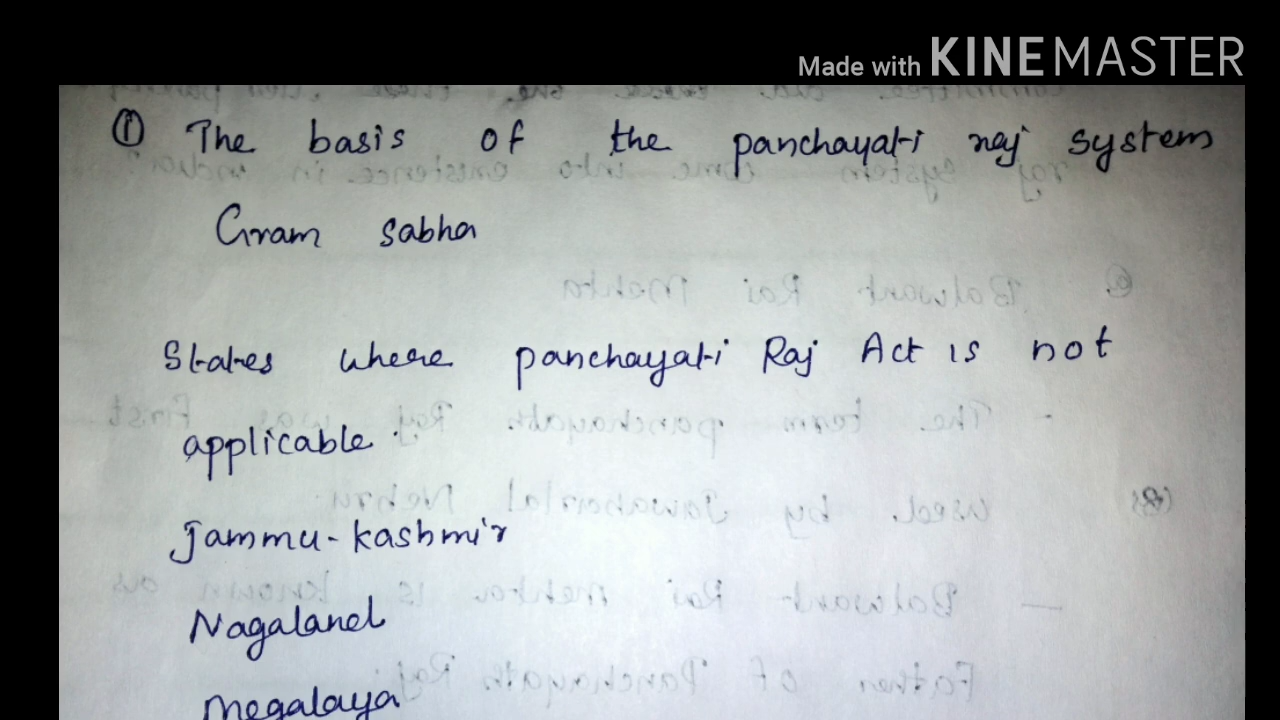 Made with KINEMASTER
① The basis of the panchayati raj system
Gram sabha
States where panchayati Raj Act is not
applicable.
Jammu-kashmir
Nagaland
Megalaya